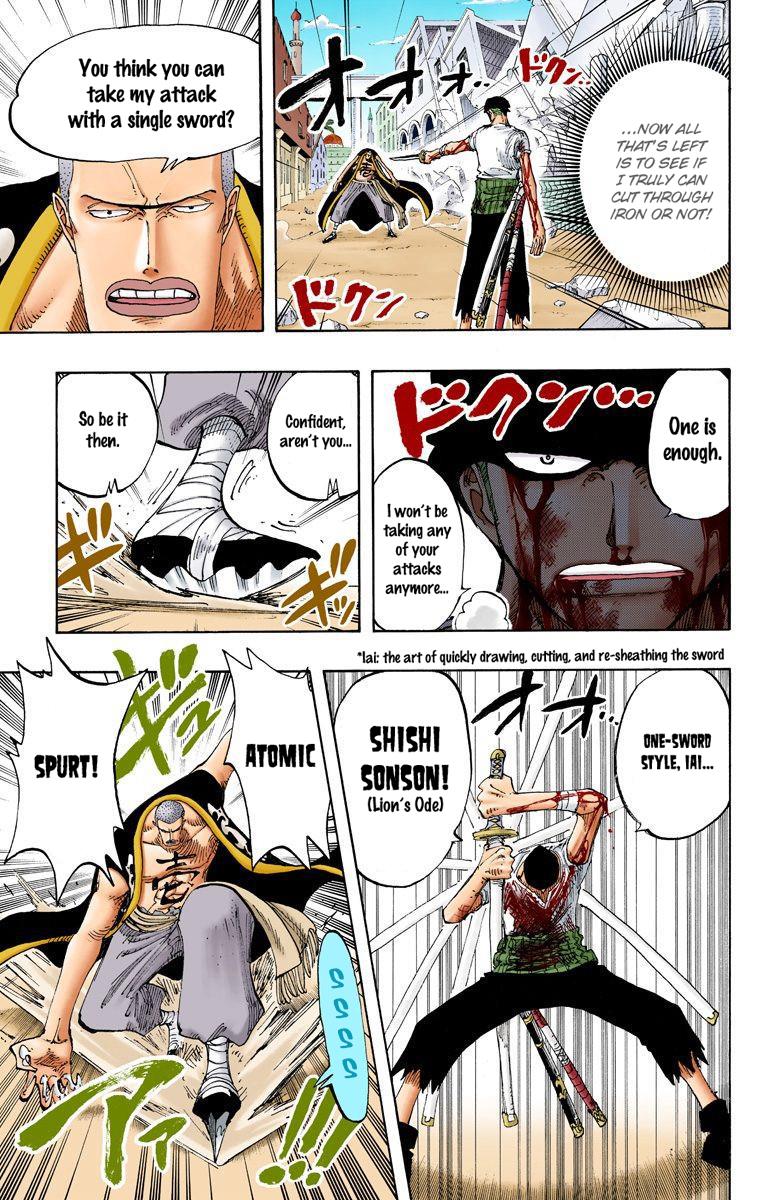 ...NOW ALL
THAT'S LEFT
IS TO SEE IF
I TRULY CAN
CUT THROUGH
IRON OR NOT!
ドクン...
オオオ...
ドクン
You think you can
take my attack
with a single sword?
One is
enough.
ドクン...
I won't be
taking any
of your
attacks
anymore...
Confident,
aren't you...
So be it
then.
ギ
ギッ
*Iai: the art of quickly drawing, cutting, and re-sheathing the sword
ONE-SWORD
STYLE, IAI...
オオ...
SHISHI
SONSON!
(Lion's Ode)
ATOMIC
ギュ
SPURT!
アァ
!!!